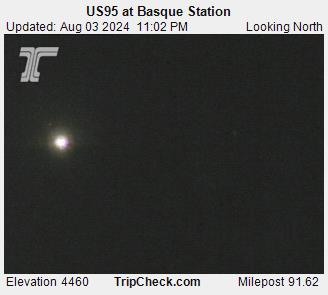 US95 at Basque Station
Updated: Aug 03 2024 11:02 PM Looking North
Elevation 4460 TripCheck.com Milepost 91.62